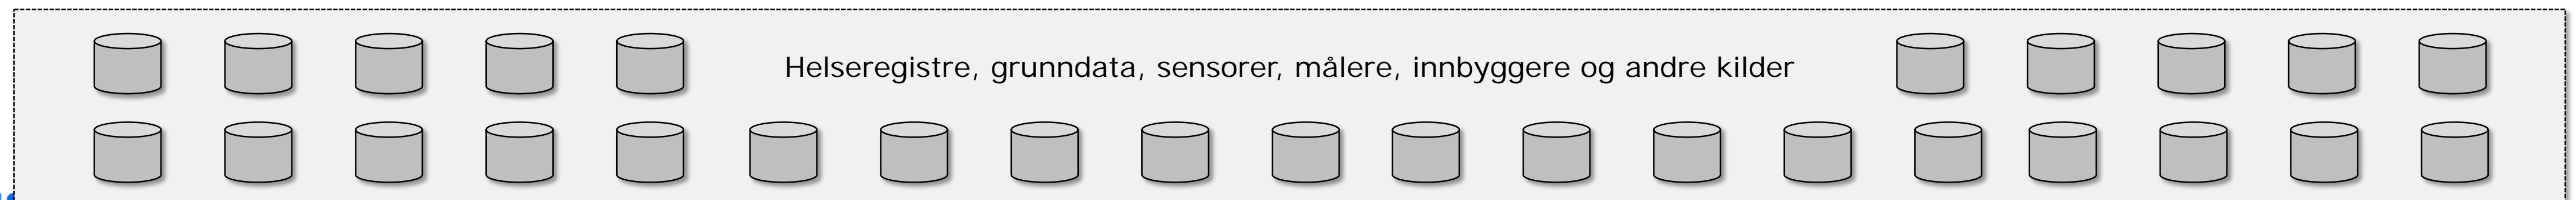 Helseregistre, grunndata, sensorer, målere, innbyggere og andre kilder